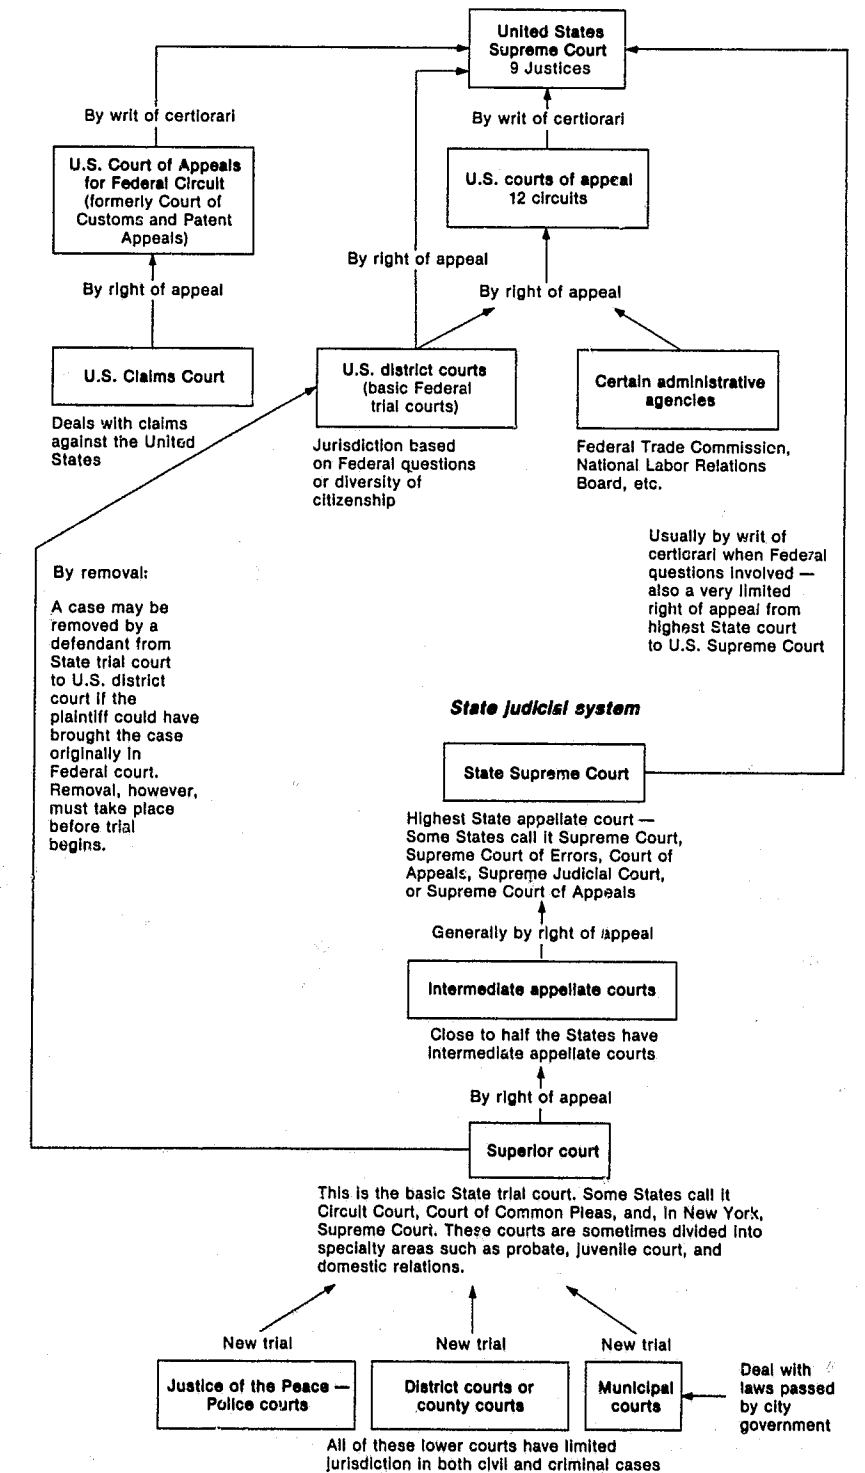 United States
Supreme Court
9 Justices
By writ of certiorari
By writ of certiorari
U.S. Court of Appeals
for Federal Circuit
(formerly Court of
Customs and Patent
Appeals)
U.S. courts of appeal
12 circuits
By right of appeal
By right of appeal
By right of appeal
U.S. Claims Court
U.S. district courts
(basic Federal
trial courts)
Certain administrative
agencies
Deals with claims
against the United
States
Jurisdiction based
on Federal questions
or diversity of
citizenship
Federal Trade Commission,
National Labor Relations
Board, etc.
Usually by writ of
certiorari when Federal
questions involved —
also a very limited
right of appeal from
highest State court
to U.S. Supreme Court
By removal:
A case may be
removed by a
defendant from
State trial court
to U.S. district
court if the
plaintiff could have
brought the case
originally in
Federal court.
Removal, however,
must take place
before trial
begins.
State judicial system
State Supreme Court
Highest State appellate court —
Some States call it Supreme Court,
Supreme Court of Errors, Court of
Appeals, Supreme Judicial Court,
or Supreme Court of Appeals
Generally by right of appeal
Intermediate appellate courts
Close to half the States have
intermediate appellate courts
By right of appeal
Superior court
This is the basic State trial court. Some States call it
Circuit Court, Court of Common Pleas, and, in New York,
Supreme Court. These courts are sometimes divided into
specialty areas such as probate, juvenile court, and
domestic relations.
New trial
New trial
New trial
Justice of the Peace —
Police courts
District courts or
county courts
Municipal
courts
Deal with
laws passed
by city
government
All of these lower courts have limited
jurisdiction in both civil and criminal cases